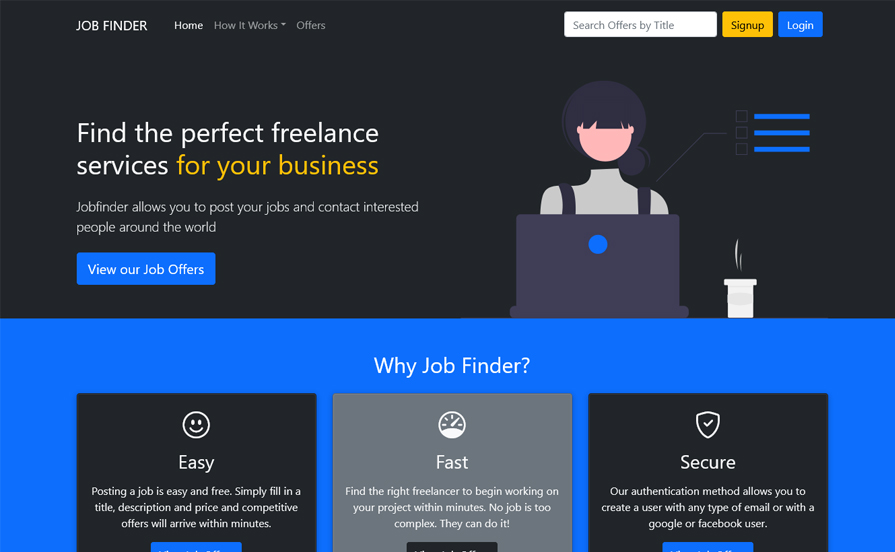 JOB FINDER Home How It Works Offers Search Offers by Title Signup Login
Find the perfect freelance
services for your business
Jobfinder allows you to post your jobs and contact interested
people around the world
View our Job Offers
Why Job Finder?
Easy
Posting a job is easy and free. Simply fill in a
title, description and price and competitive
offers will arrive within minutes.
Fast
Find the right freelancer to begin working on
your project within minutes. No job is too
complex. They can do it!
Secure
Our authentication method allows you to
create a user with any type of email or with a
google or facebook user.